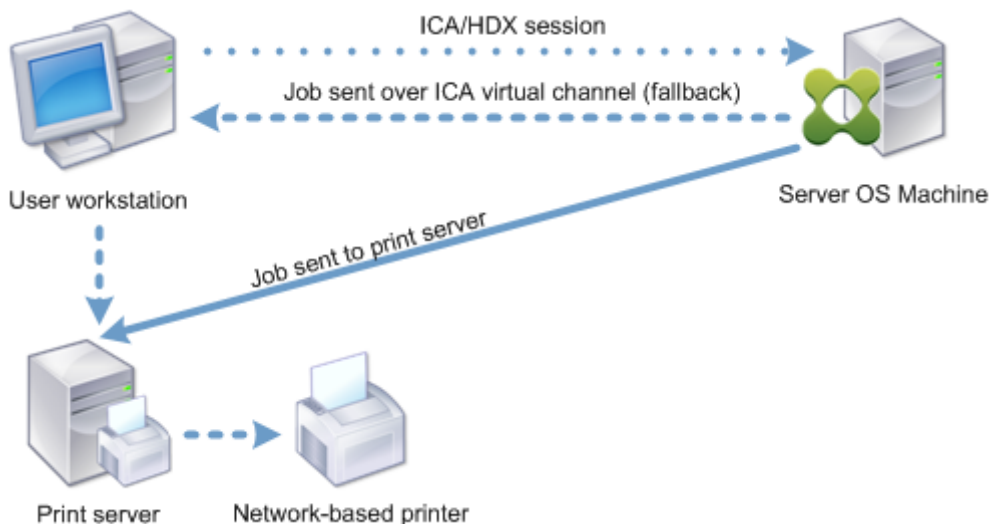 ICA/HDX session
Job sent over ICA virtual channel (fallback)
User workstation
Server OS Machine
Job sent to print server
Print server
Network-based printer